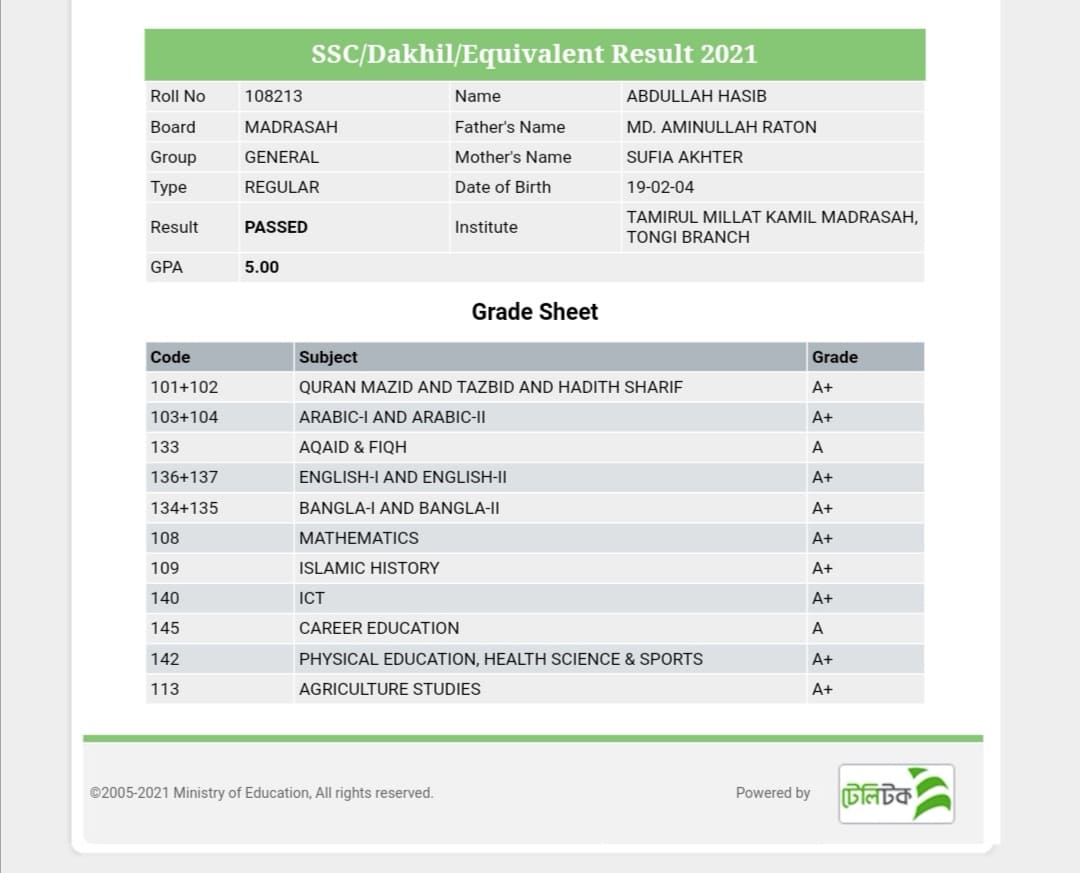 SSC/Dakhil/Equivalent Result 2021
Roll No 108213 Name ABDULLAH HASIB
Board MADRASAH Father's Name MD. AMINULLAH RATON
Group GENERAL Mother's Name SUFIA AKHTER
Type REGULAR Date of Birth 19-02-04
Result PASSED Institute TAMIRUL MILLAT KAMIL MADRASAH,
TONGI BRANCH
GPA 5.00
Grade Sheet
Code Subject Grade
101+102 QURAN MAZID AND TAZBID AND HADITH SHARIF A+
103+104 ARABIC-I AND ARABIC-II A+
133 AQAID & FIQH A
136+137 ENGLISH-I AND ENGLISH-II A+
134+135 BANGLA-I AND BANGLA-II A+
108 MATHEMATICS A+
109 ISLAMIC HISTORY A+
140 ICT A+
145 CAREER EDUCATION A
142 PHYSICAL EDUCATION, HEALTH SCIENCE & SPORTS A+
113 AGRICULTURE STUDIES A+
©2005-2021 Ministry of Education, All rights reserved. Powered by টেলিটক